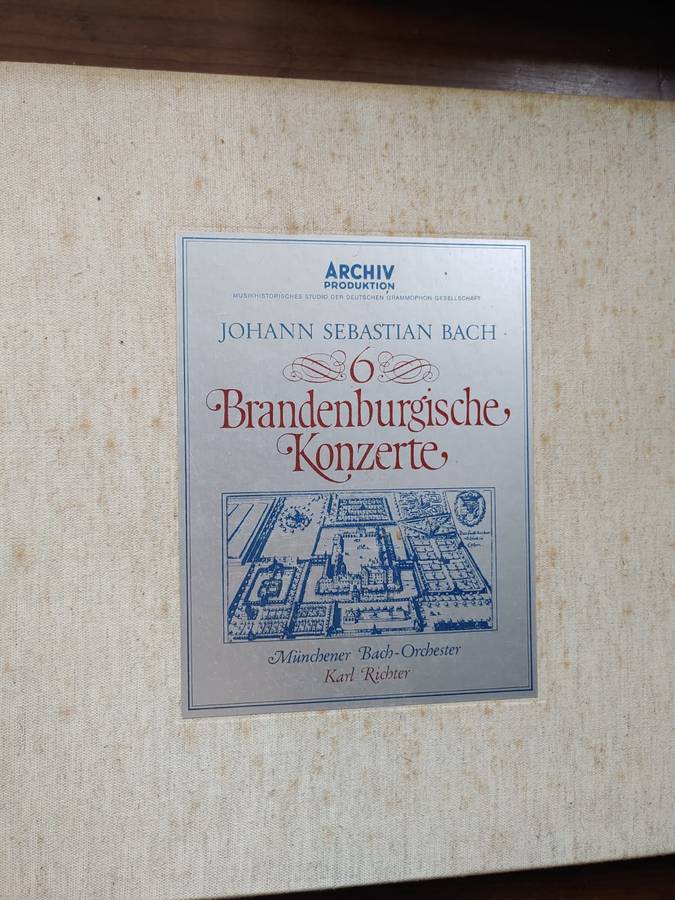 ARCHIV
PRODUKTION
MUSIKHISTORISCHES STUDIO DER DEUTSCHEN GRAMMOPHON GESELLSCHAFT
JOHANN SEBASTIAN BACH
6
Brandenburgische
Konzerte
Münchener Bach-Orchester
Karl Richter